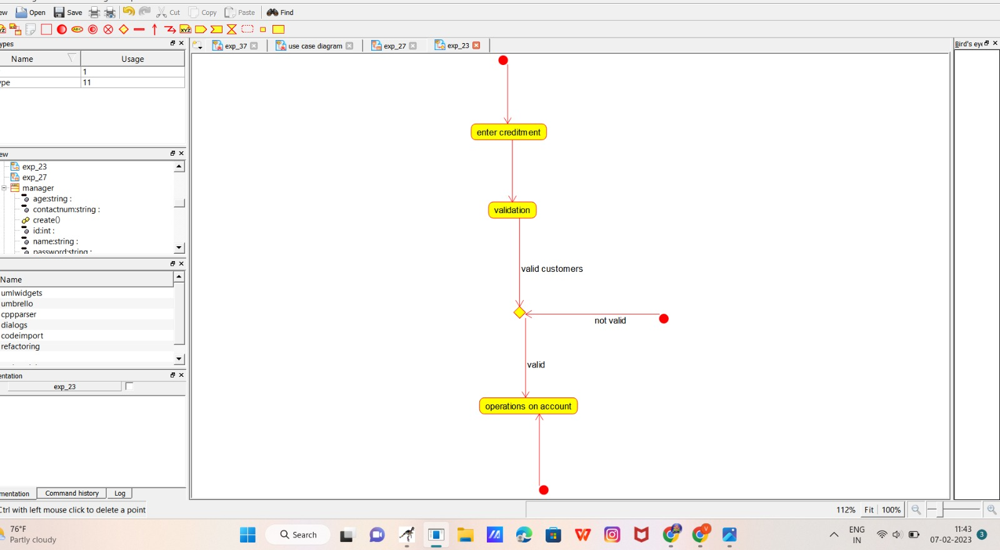 ew Open Save Cut Copy Paste Find
ypes
Name Usage
1
ype 11
ew
exp_23
exp_27
manager
age:string :
contactnum:string :
create()
id:int :
name:string :
password:string :
Name
umlwidgets
umbrello
cppparser
dialogs
codeimport
refactoring
entation
exp_23
mentation Command history Log
Ctrl with left mouse click to delete a point
exp_37 use case diagram exp_27 exp_23
enter creditment
validation
valid customers
not valid
valid
operations on account
Bird's eye
112% Fit 100%
76°F
Partly cloudy
Search
ENG
IN
11:43
07-02-2023
3